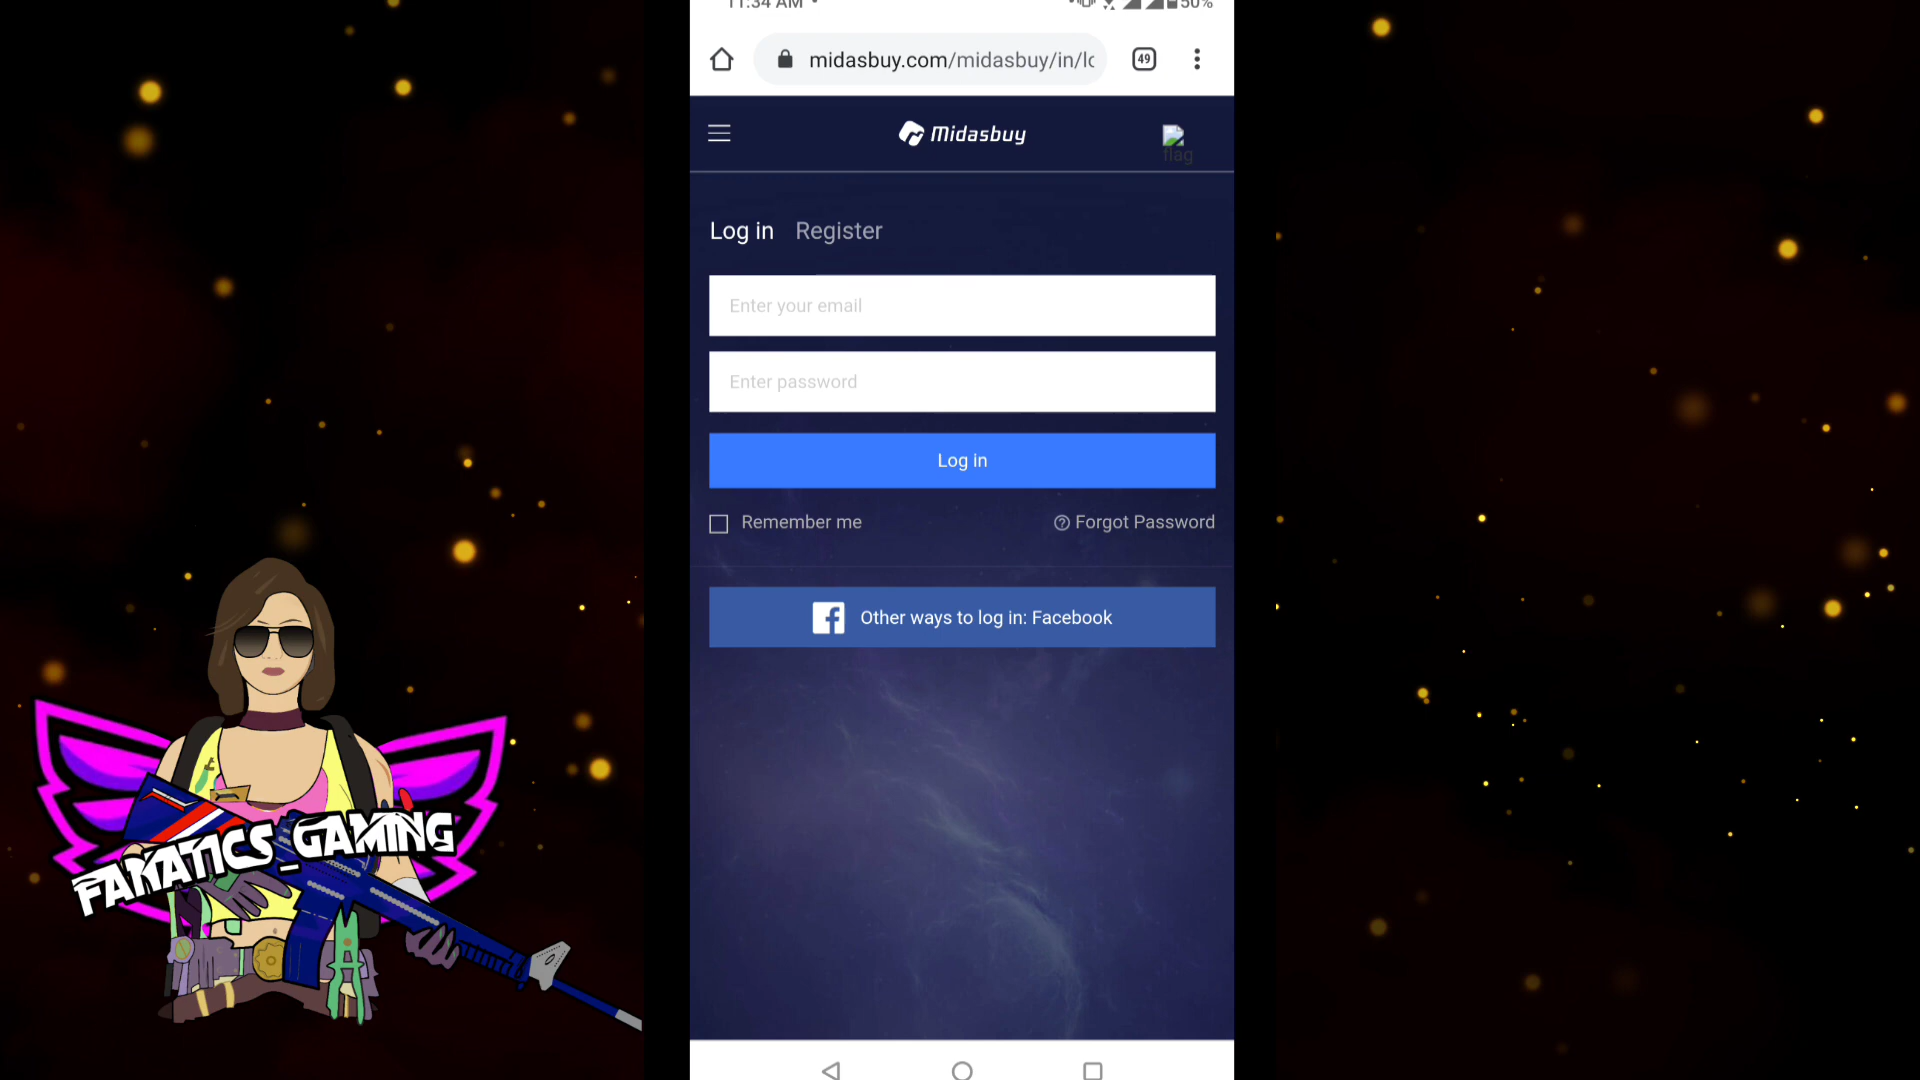 11:34 AM
50%
midasbuy.com/midasbuy/in/lo
49
Midasbuy
flag
Log in
Register
Enter your email
Enter password
Log in
Remember me
Forgot Password
Other ways to log in: Facebook
FANATICS_GAMING